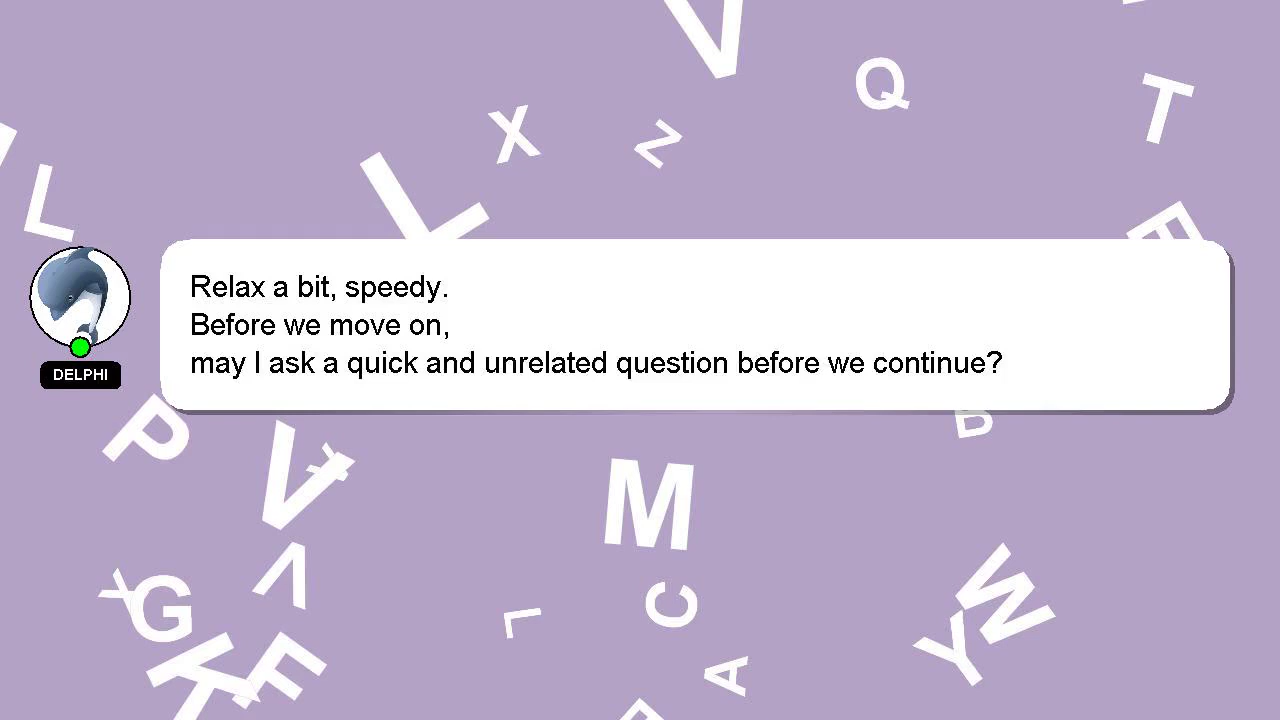 V
Q
T
X
Z
L
L
E
Relax a bit, speedy.
Before we move on,
may I ask a quick and unrelated question before we continue?
DELPHI
P
V
M
V
G
C
L
W
Y
K
F
A